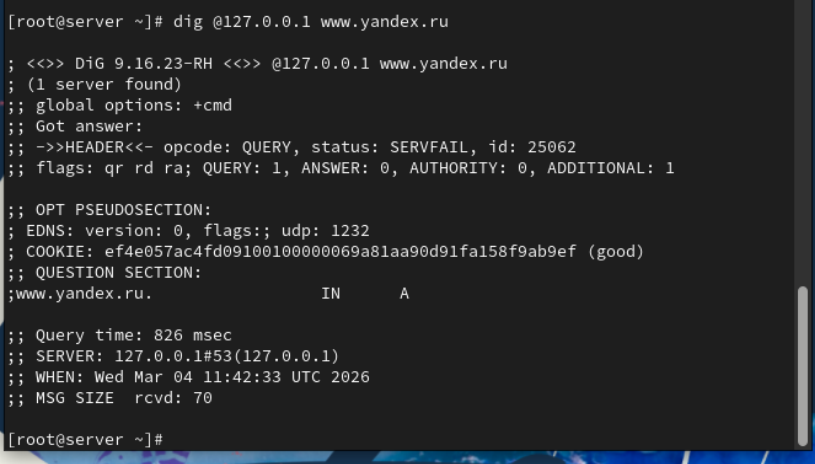 [root@server ~]# dig @127.0.0.1 www.yandex.ru
; <<>> DiG 9.16.23-RH <<>> @127.0.0.1 www.yandex.ru
; (1 server found)
;; global options: +cmd
;; Got answer:
;; ->>HEADER<<- opcode: QUERY, status: SERVFAIL, id: 25062
;; flags: qr rd ra; QUERY: 1, ANSWER: 0, AUTHORITY: 0, ADDITIONAL: 1
;; OPT PSEUDOSECTION:
; EDNS: version: 0, flags:; udp: 1232
; COOKIE: ef4e057ac4fd09100100000069a81aa90d91fa158f9ab9ef (good)
;; QUESTION SECTION:
;www.yandex.ru. IN A
;; Query time: 826 msec
;; SERVER: 127.0.0.1#53(127.0.0.1)
;; WHEN: Wed Mar 04 11:42:33 UTC 2026
;; MSG SIZE rcvd: 70
[root@server ~]#